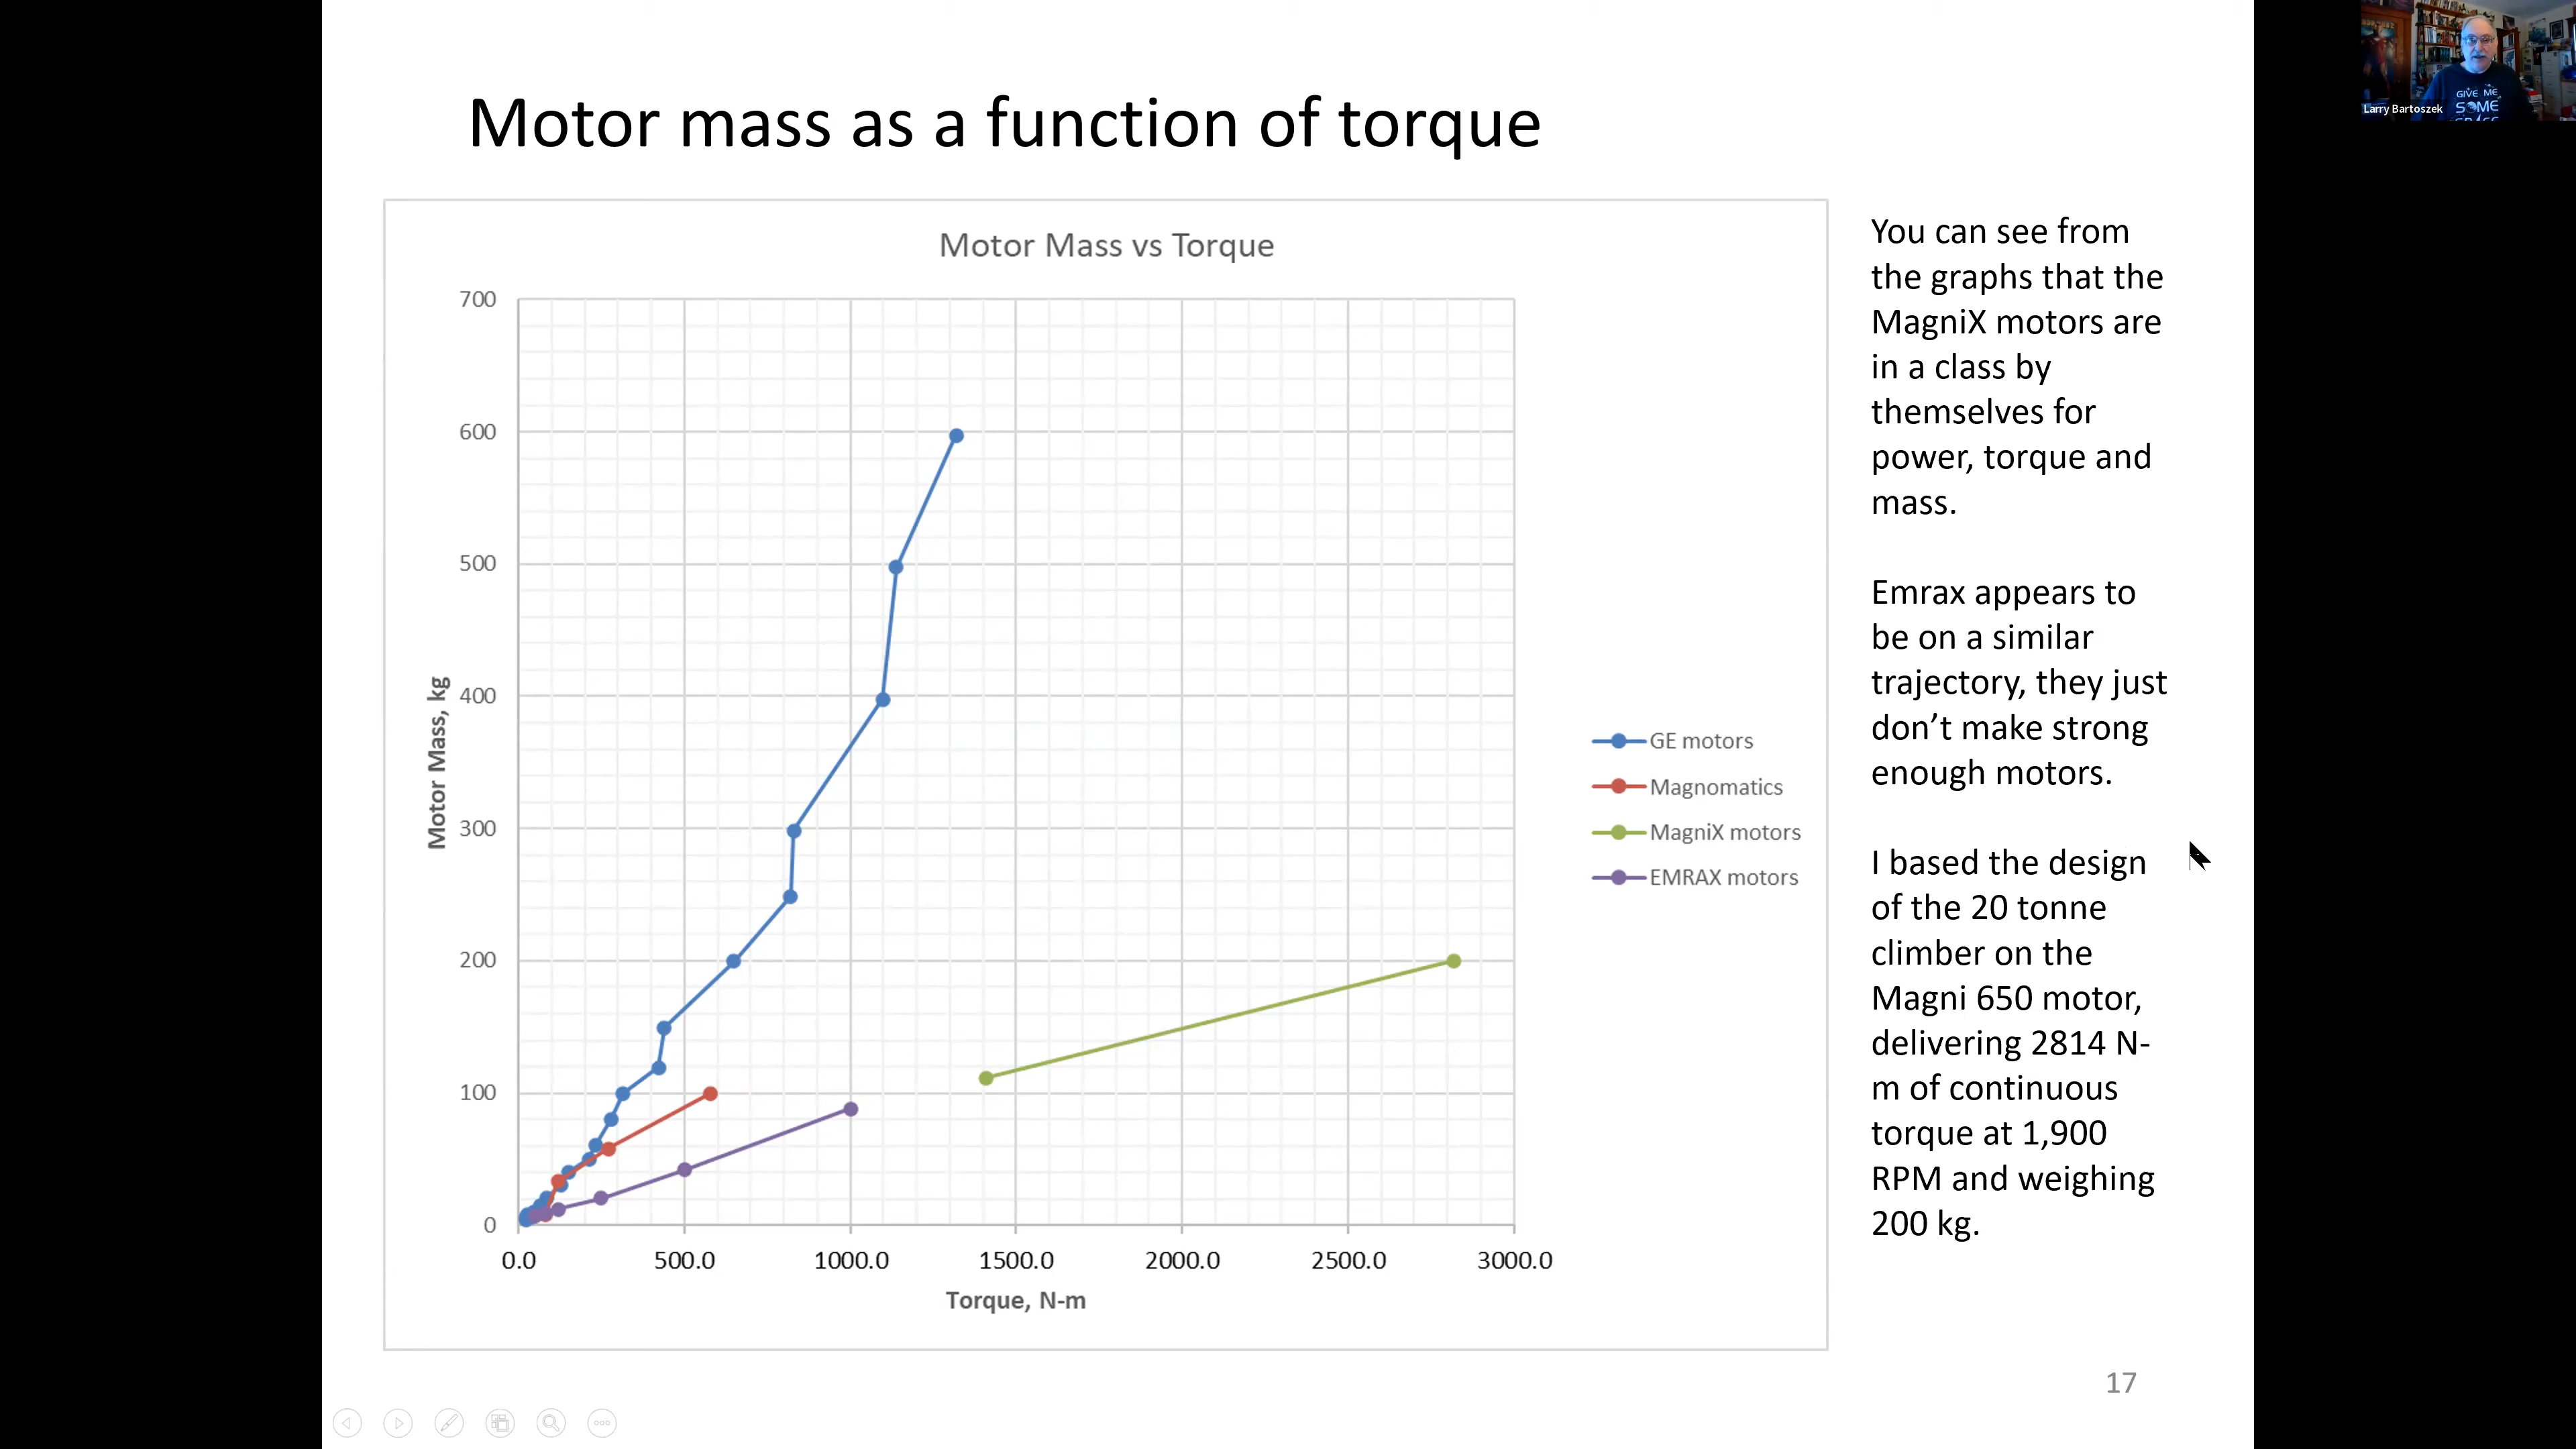 Motor mass as a function of torque
Larry Bartoszek
GIVE ME
SOME
Motor Mass vs Torque
700
600
500
400
300
200
100
0
Motor Mass, kg
0.0 500.0 1000.0 1500.0 2000.0 2500.0 3000.0
Torque, N-m
GE motors
Magnomatics
MagniX motors
EMRAX motors
You can see from
the graphs that the
MagniX motors are
in a class by
themselves for
power, torque and
mass.
Emrax appears to
be on a similar
trajectory, they just
don’t make strong
enough motors.
I based the design
of the 20 tonne
climber on the
Magni 650 motor,
delivering 2814 N-
m of continuous
torque at 1,900
RPM and weighing
200 kg.
17